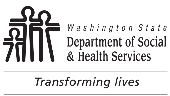 Washington State
Department of Social
& Health Services
Transforming lives